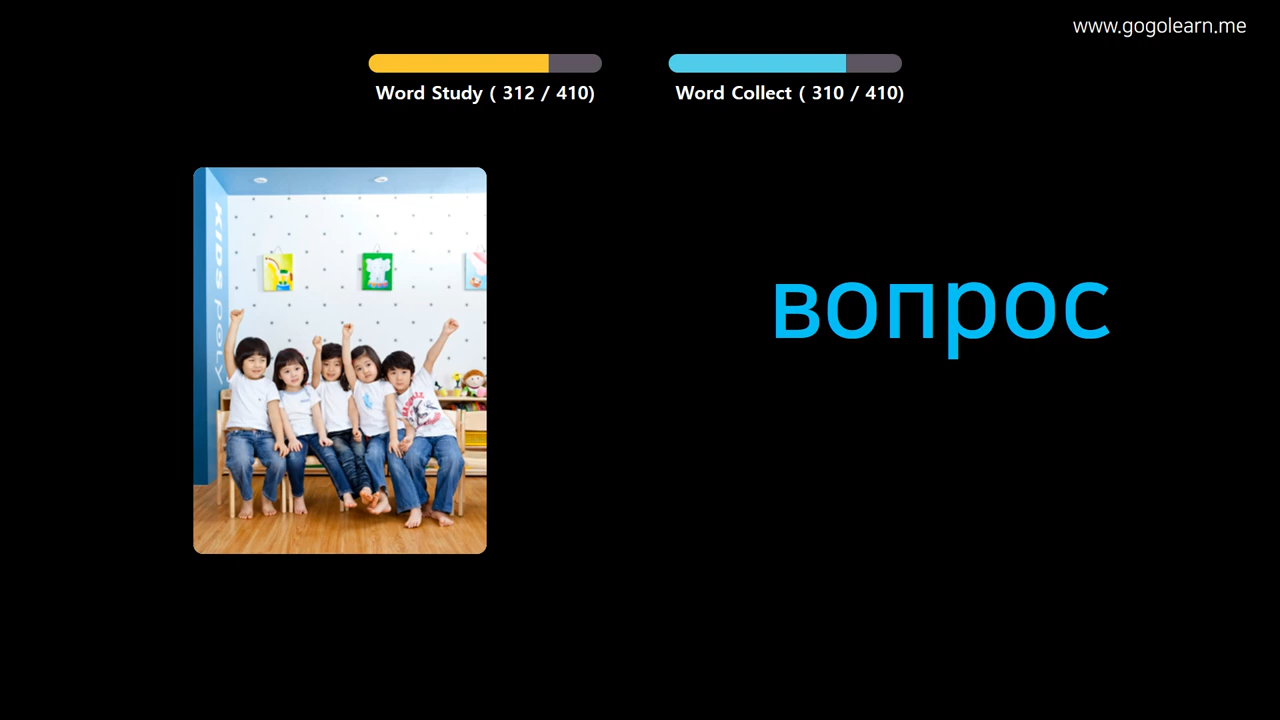 www.gogolearn.me
Word Study ( 312 / 410)
Word Collect ( 310 / 410)
KIDS POLY
вопрос